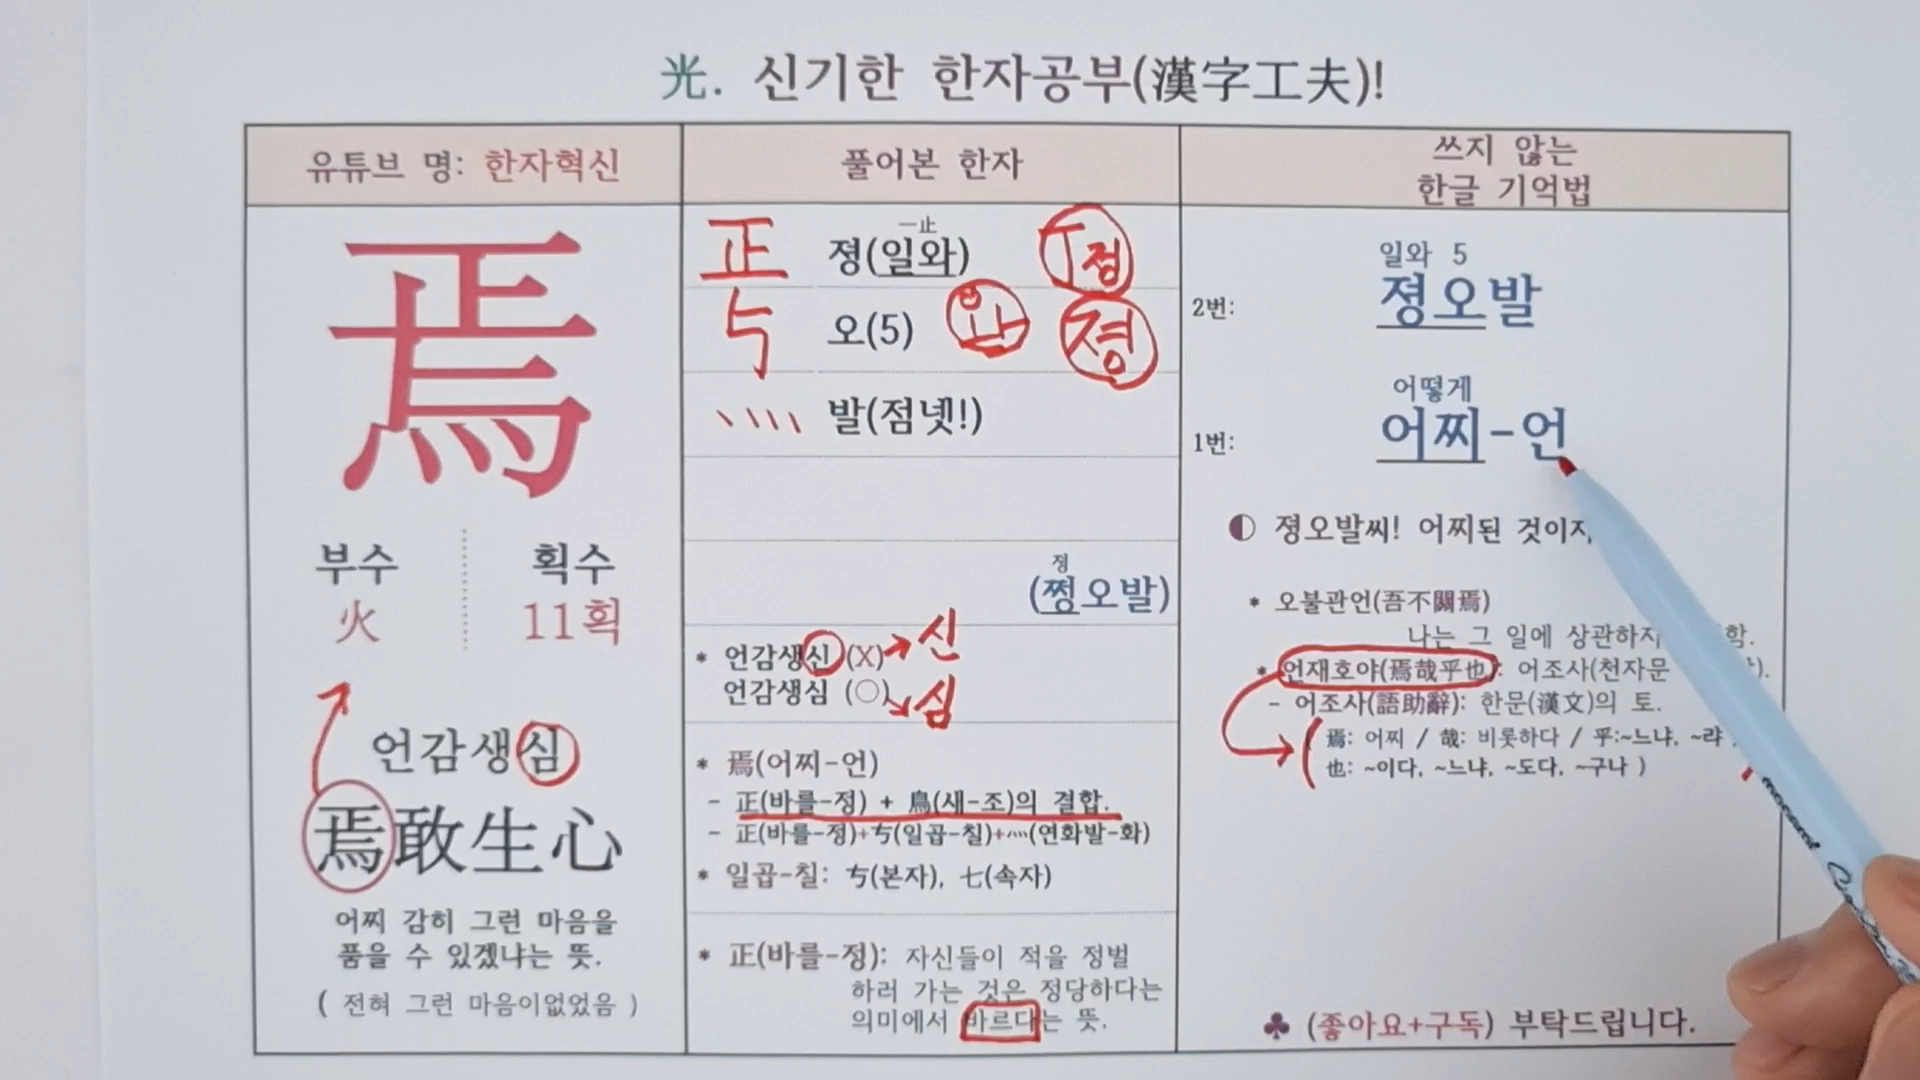 光. 신기한 한자공부(漢字工夫)!
유튜브 명: 한자혁신
풀어본 한자
쓰지 않는
한글 기억법
焉
부수
획수
火
11획
언감생심
焉敢生心
어찌 감히 그런 마음을
품을 수 있겠냐는 뜻.
( 전혀 그런 마음이없었음 )
一止
正 졍(일와) 졍
오(5) 와 졍
발(점넷!)
졍
(쪙오발)
* 언감생신 (X) → 신
언감생심 (○) → 심
* 焉(어찌-언)
- 正(바를-정) + 鳥(새-조)의 결합.
- 正(바를-정)+丂(일곱-칠)+灬(연화발-화)
* 일곱-칠: 丂(본자), 七(속자)
* 正(바를-정): 자신들이 적을 정벌
하러 가는 것은 정당하다는
의미에서 바르다는 뜻.
일와 5
2번: 졍오발
어떻게
1번: 어찌-언
◐ 졍오발씨! 어찌된 것이지
* 오불관언(吾不關焉)
나는 그 일에 상관하지 함.
* 언재호야(焉哉乎也): 어조사(천자문 ).
- 어조사(語助辭): 한문(漢文)의 토.
( 焉: 어찌 / 哉: 비롯하다 / 乎:~느냐, ~랴
也: ~이다, ~느냐, ~도다, ~구나 )
♣ (좋아요+구독) 부탁드립니다.
monami